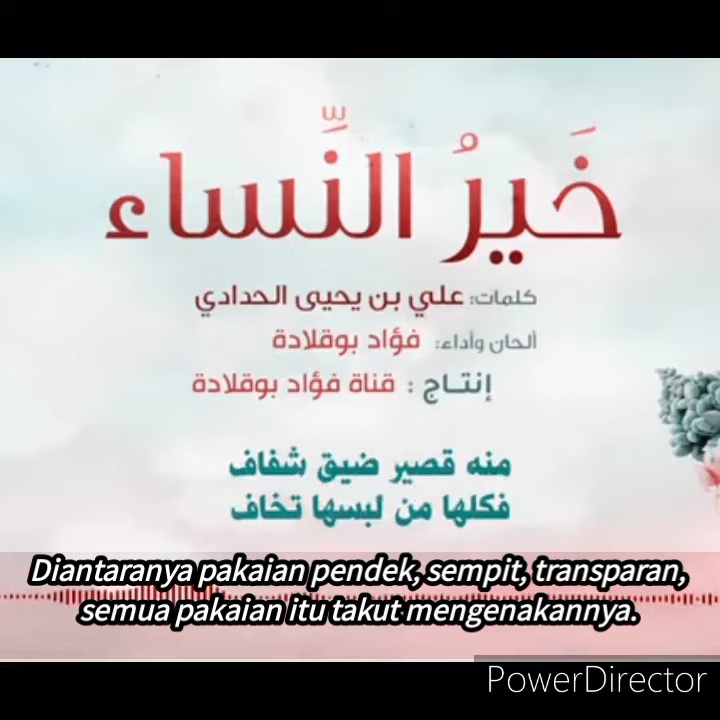 خَيرُ النِّساء
كلمات: علي بن يحيى الحدادي
ألحان وأداء: فؤاد بوقلادة
إنتاج : قناة فؤاد بوقلادة
منه قصير ضيق شفاف
فكلها من لبسها تخاف
Diantaranya pakaian pendek, sempit, transparan,
semua pakaian itu takut mengenakannya.
PowerDirector